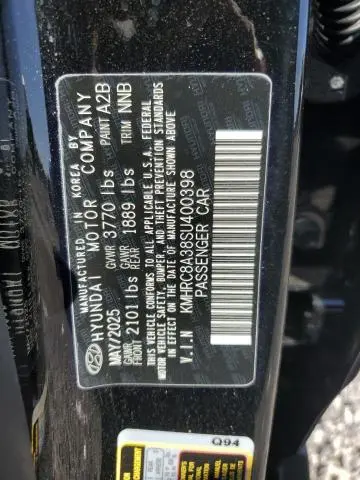 MANUFACTURED IN KOREA BY
HYUNDAI MOTOR COMPANY
MAY/2025 GVWR 3770 lbs PAINT A2B
GAWR FRONT 2101 lbs GAWR REAR 1889 lbs TRIM NNB
THIS VEHICLE CONFORMS TO ALL APPLICABLE U.S.A. FEDERAL
MOTOR VEHICLE SAFETY, BUMPER, AND THEFT PREVENTION STANDARDS
IN EFFECT ON THE DATE OF MANUFACTURE SHOWN ABOVE.
V.I.N KMHRC8A38SU400398
PASSENGER CAR
Q94